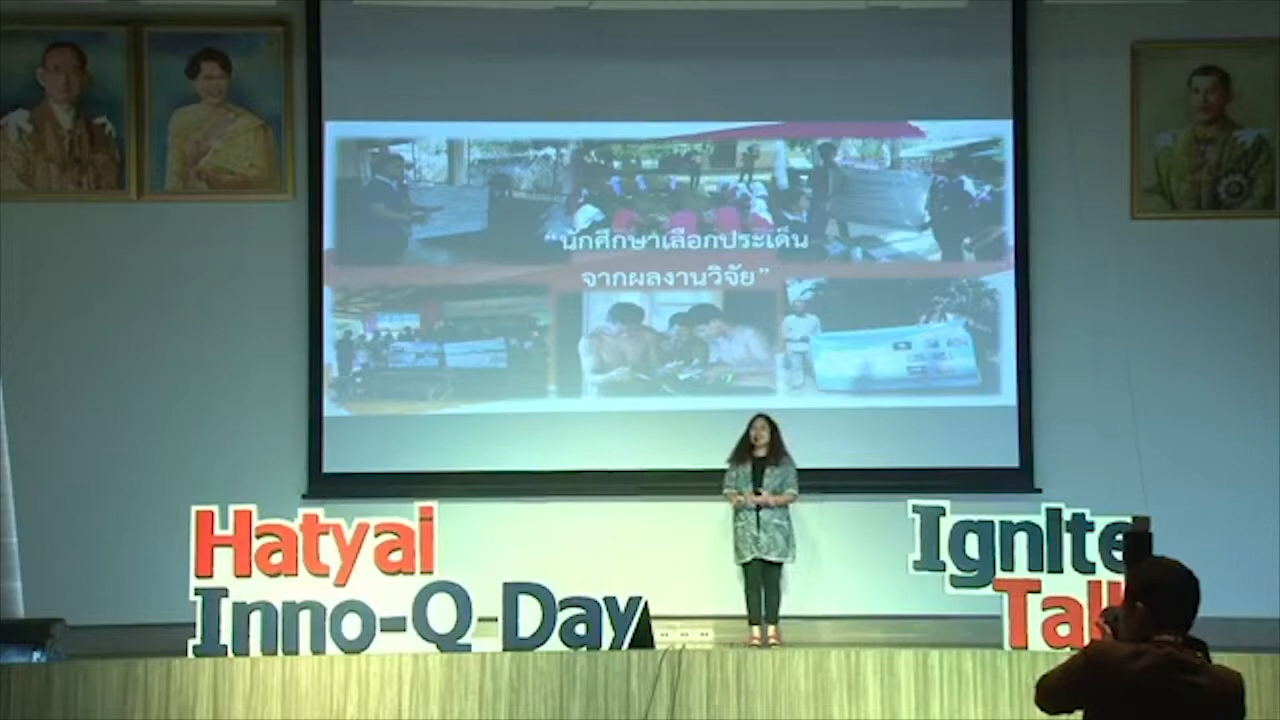 “นักศึกษาเลือกประเด็น
จากผลงานวิจัย”
Hatyai
Inno-Q-Day
Ignite
Talk